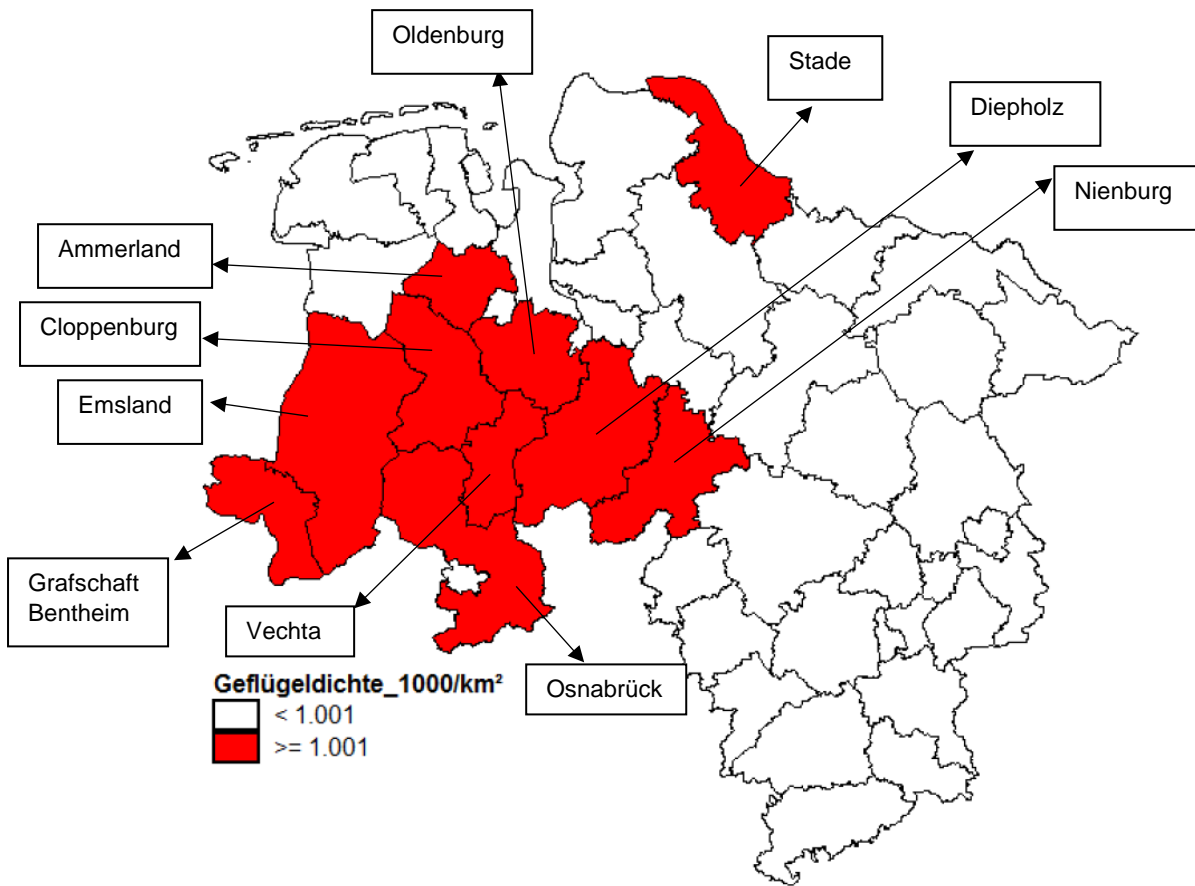 Oldenburg
Stade
Diepholz
Nienburg
Ammerland
Cloppenburg
Emsland
Grafschaft
Bentheim
Vechta
Osnabrück
Geflügeldichte_1000/km²
< 1.001
>= 1.001